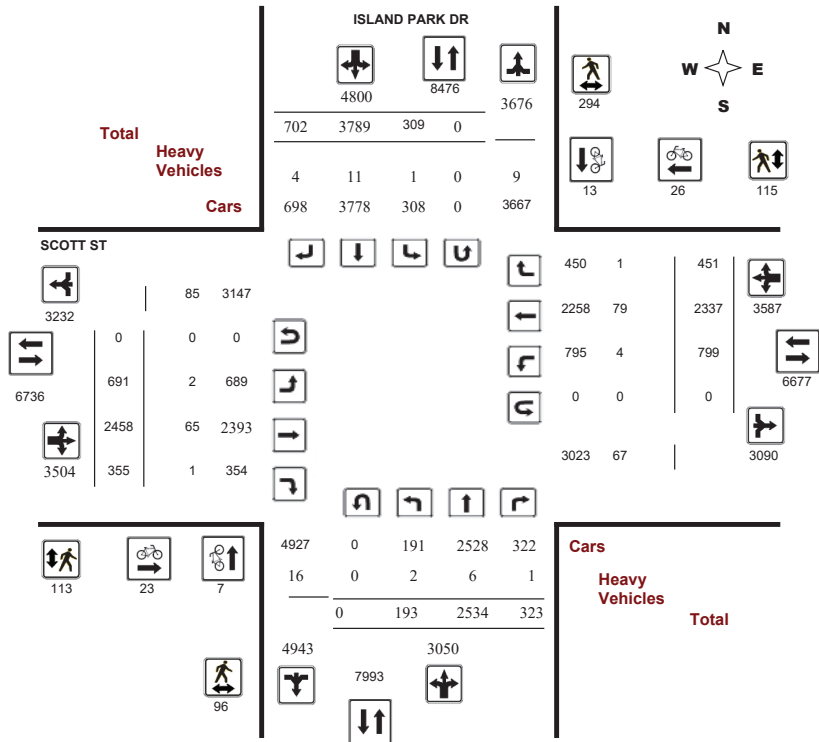 ISLAND PARK DR
N
W E
S
4800 8476 3676 294
702 3789 309 0
Total
Heavy
Vehicles
4 11 1 0 9
13 26 115
Cars
698 3778 308 0 3667
SCOTT ST
450 1 451
85 3147
3232
2258 79 2337 3587
0 0 0
795 4 799
6736 691 2 689
6677
0 0 0
2458 65 2393
3504 355 1 354
3023 67 3090
4927 0 191 2528 322
Cars
16 0 2 6 1
Heavy
Vehicles
113 23 7
0 193 2534 323
Total
4943 3050
7993
96